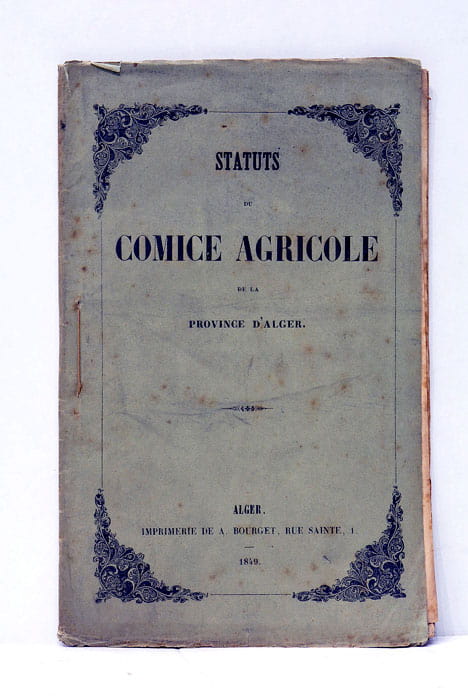 STATUTS
DU
COMICE AGRICOLE
DE LA
PROVINCE D'ALGER.
ALGER.
IMPRIMERIE DE A. BOURGET, RUE SAINTE, 1.
1849.